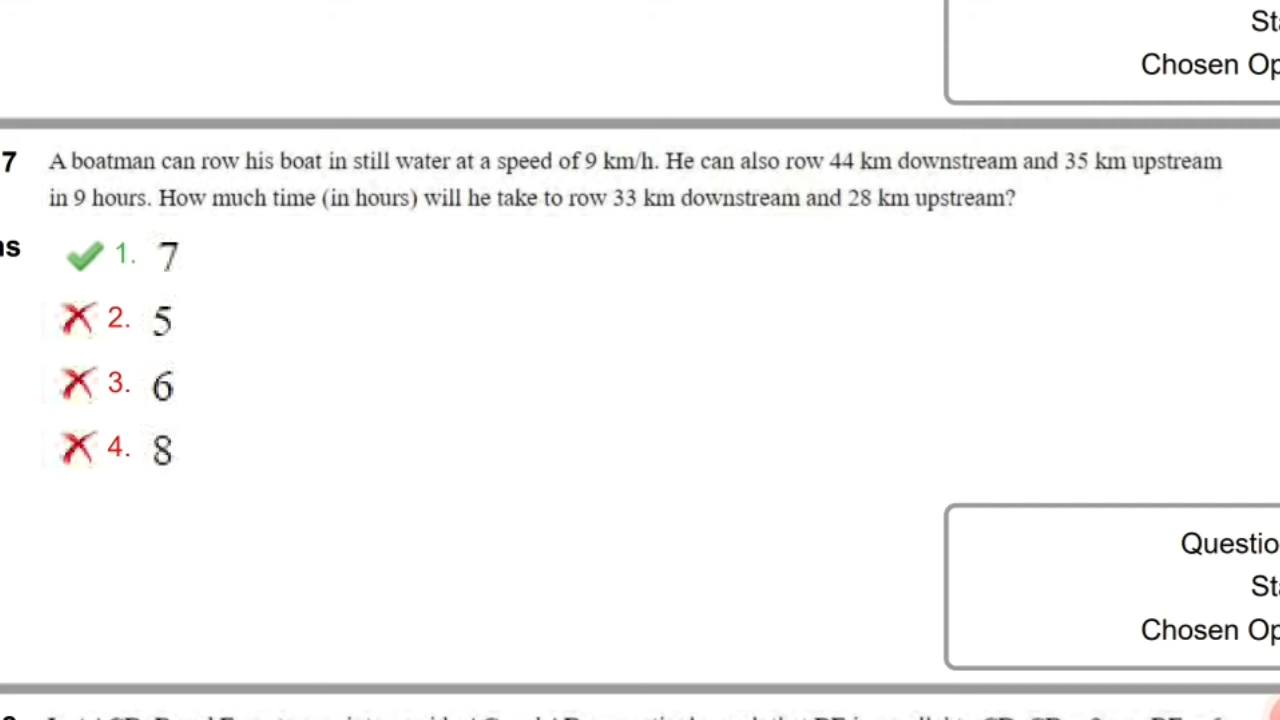 St
Chosen Op
7 A boatman can row his boat in still water at a speed of 9 km/h. He can also row 44 km downstream and 35 km upstream
in 9 hours. How much time (in hours) will he take to row 33 km downstream and 28 km upstream?
ns 1. 7
2. 5
3. 6
4. 8
Questio
St
Chosen Op